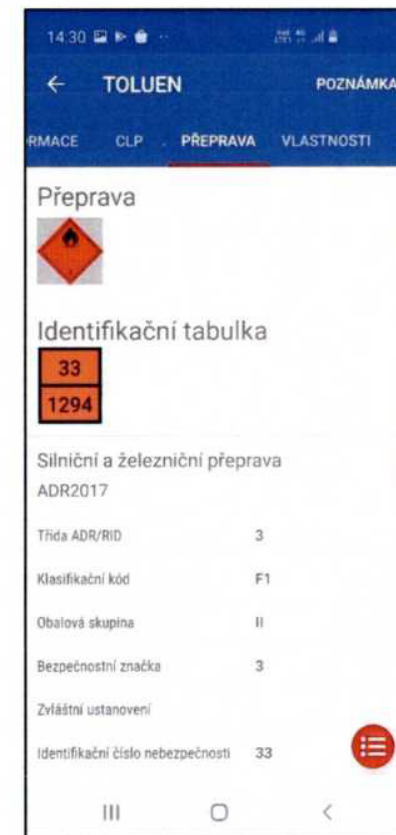 14:30
← TOLUEN POZNÁMKA
RMACE CLP PŘEPRAVA VLASTNOSTI
Přeprava
Identifikační tabulka
33
1294
Silniční a železniční přeprava
ADR2017
Třída ADR/RID 3
Klasifikační kód F1
Obalová skupina II
Bezpečnostní značka 3
Zvláštní ustanovení
Identifikační číslo nebezpečnosti 33